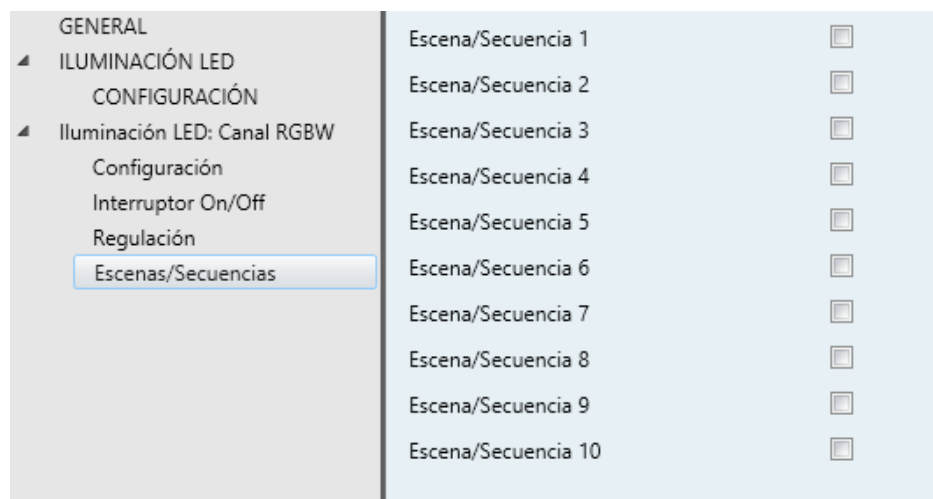 GENERAL
ILUMINACIÓN LED
CONFIGURACIÓN
Iluminación LED: Canal RGBW
Configuración
Interruptor On/Off
Regulación
Escenas/Secuencias
Escena/Secuencia 1
Escena/Secuencia 2
Escena/Secuencia 3
Escena/Secuencia 4
Escena/Secuencia 5
Escena/Secuencia 6
Escena/Secuencia 7
Escena/Secuencia 8
Escena/Secuencia 9
Escena/Secuencia 10